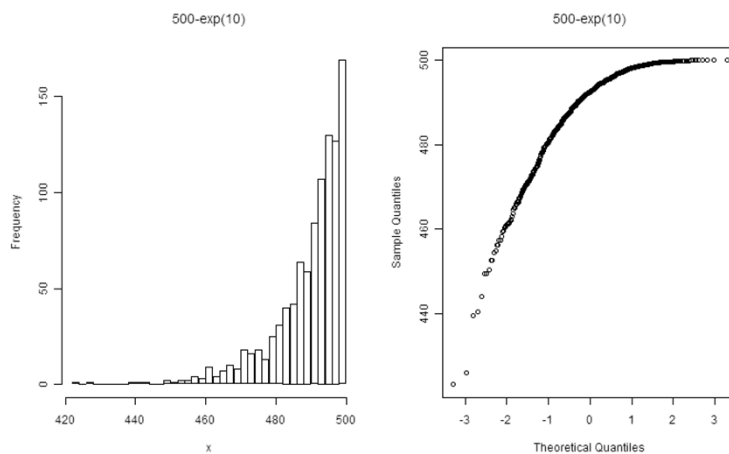 500-exp(10)
Frequency
150
100
50
0
420 440 460 480 500
x
500-exp(10)
Sample Quantiles
500
480
460
440
-3 -2 -1 0 1 2 3
Theoretical Quantiles